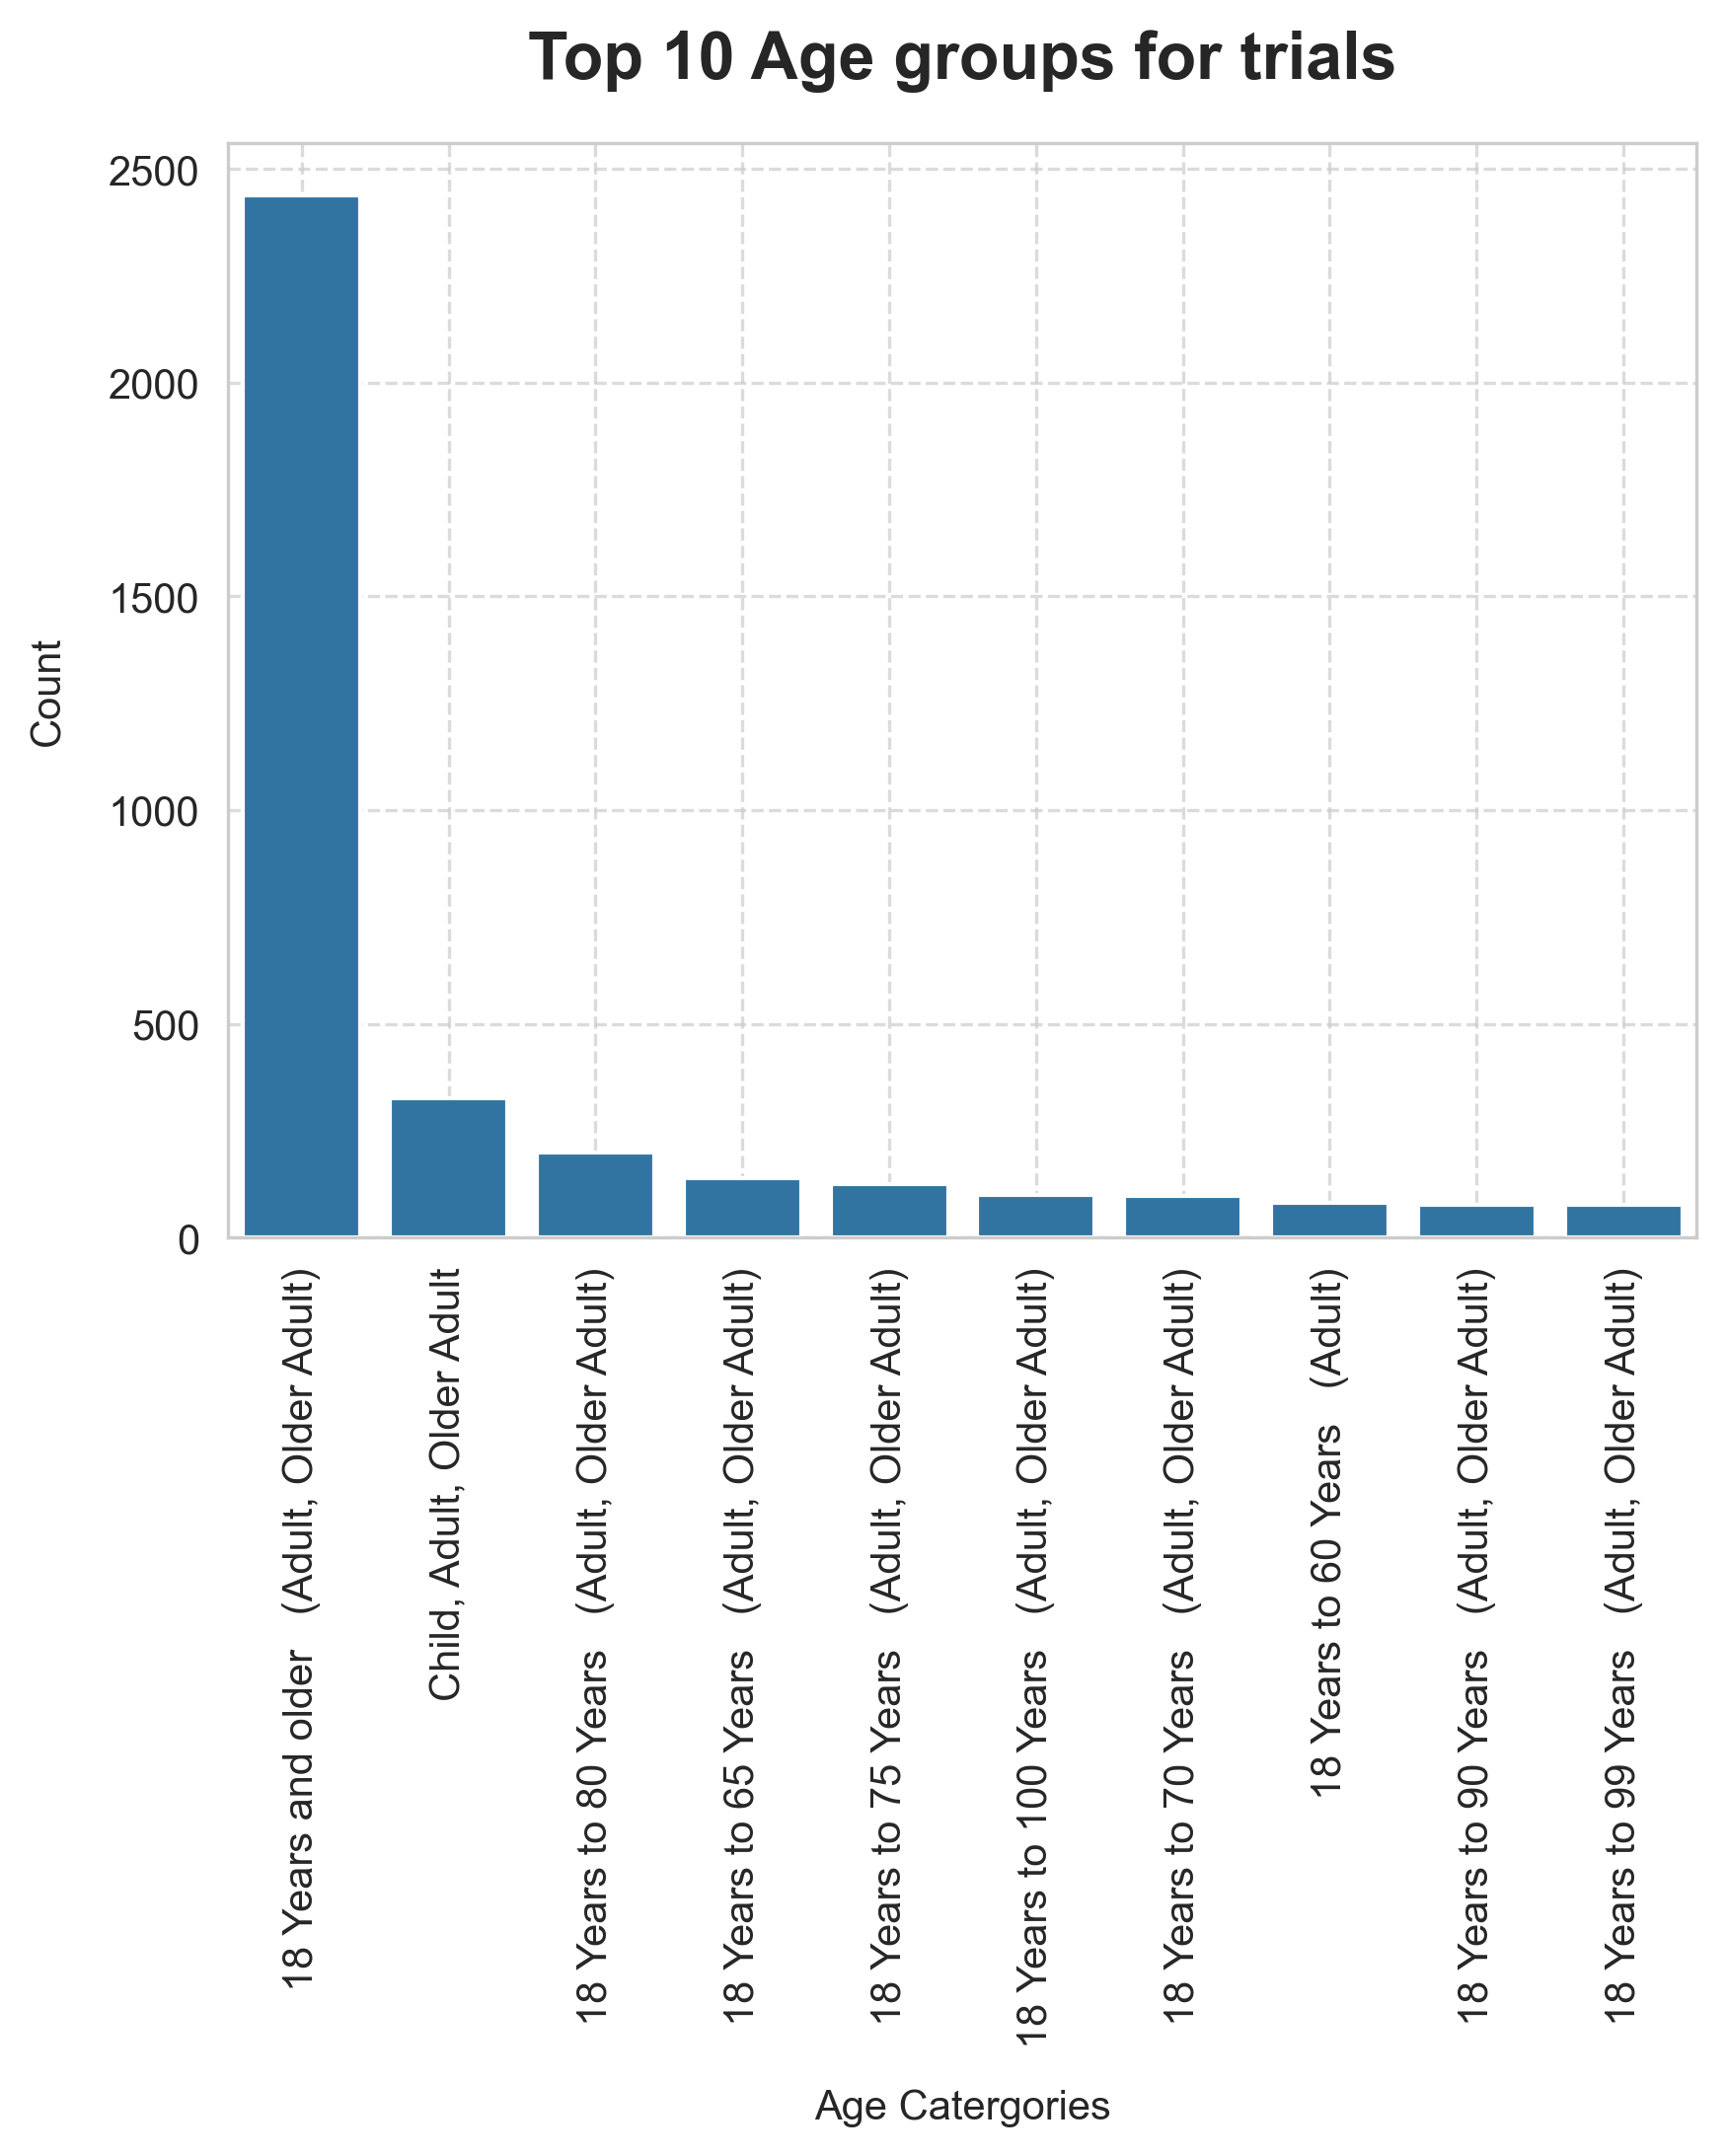 Top 10 Age groups for trials
2500
2000
1500
1000
500
0
Count
18 Years and older   (Adult, Older Adult)
Child, Adult, Older Adult
18 Years to 80 Years   (Adult, Older Adult)
18 Years to 65 Years   (Adult, Older Adult)
18 Years to 75 Years   (Adult, Older Adult)
18 Years to 100 Years   (Adult, Older Adult)
18 Years to 70 Years   (Adult, Older Adult)
18 Years to 60 Years   (Adult)
18 Years to 90 Years   (Adult, Older Adult)
18 Years to 99 Years   (Adult, Older Adult)
Age Catergories